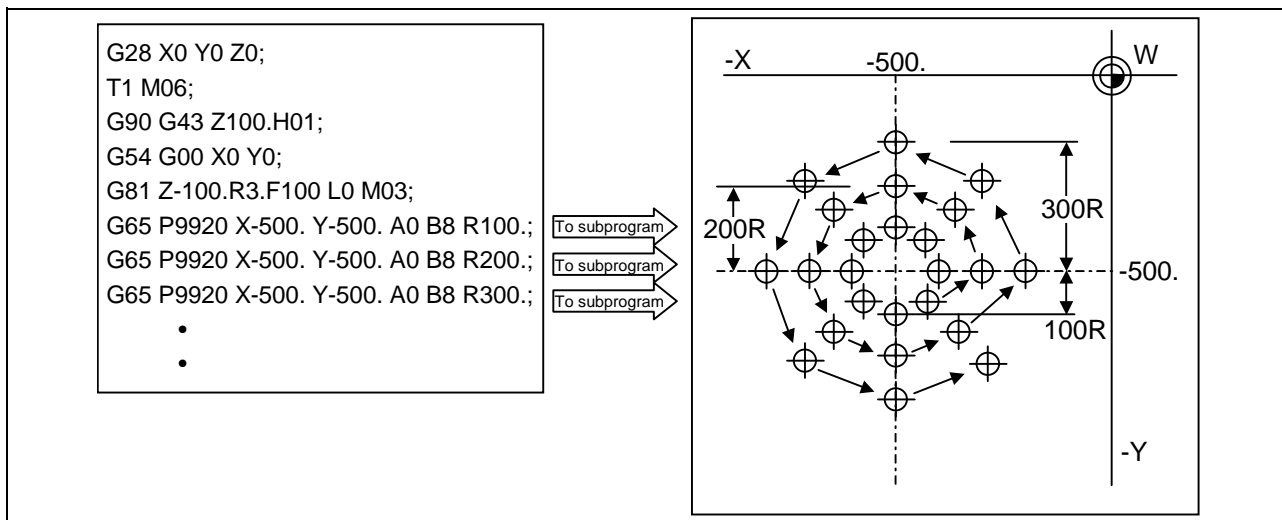 G28 X0 Y0 Z0;
T1 M06;
G90 G43 Z100.H01;
G54 G00 X0 Y0;
G81 Z-100.R3.F100 L0 M03;
G65 P9920 X-500. Y-500. A0 B8 R100.;
To subprogram
G65 P9920 X-500. Y-500. A0 B8 R200.;
To subprogram
G65 P9920 X-500. Y-500. A0 B8 R300.;
To subprogram
•
•
-X
-500.
W
200R
300R
-500.
100R
-Y